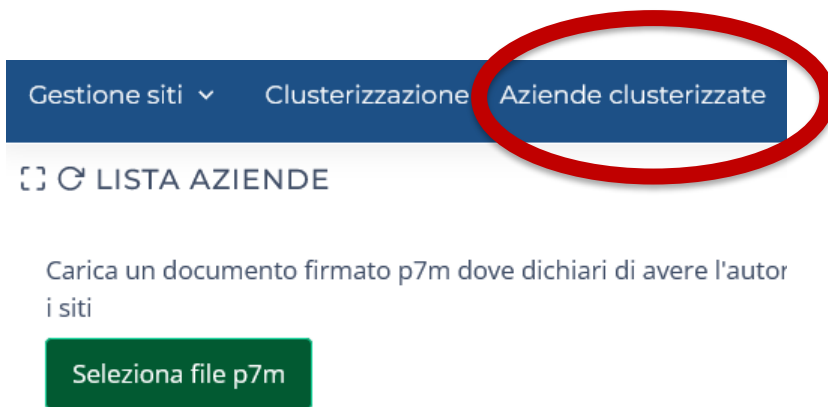 Gestione siti Clusterizzazione Aziende clusterizzate
LISTA AZIENDE
Carica un documento firmato p7m dove dichiari di avere l'autor
i siti
Seleziona file p7m